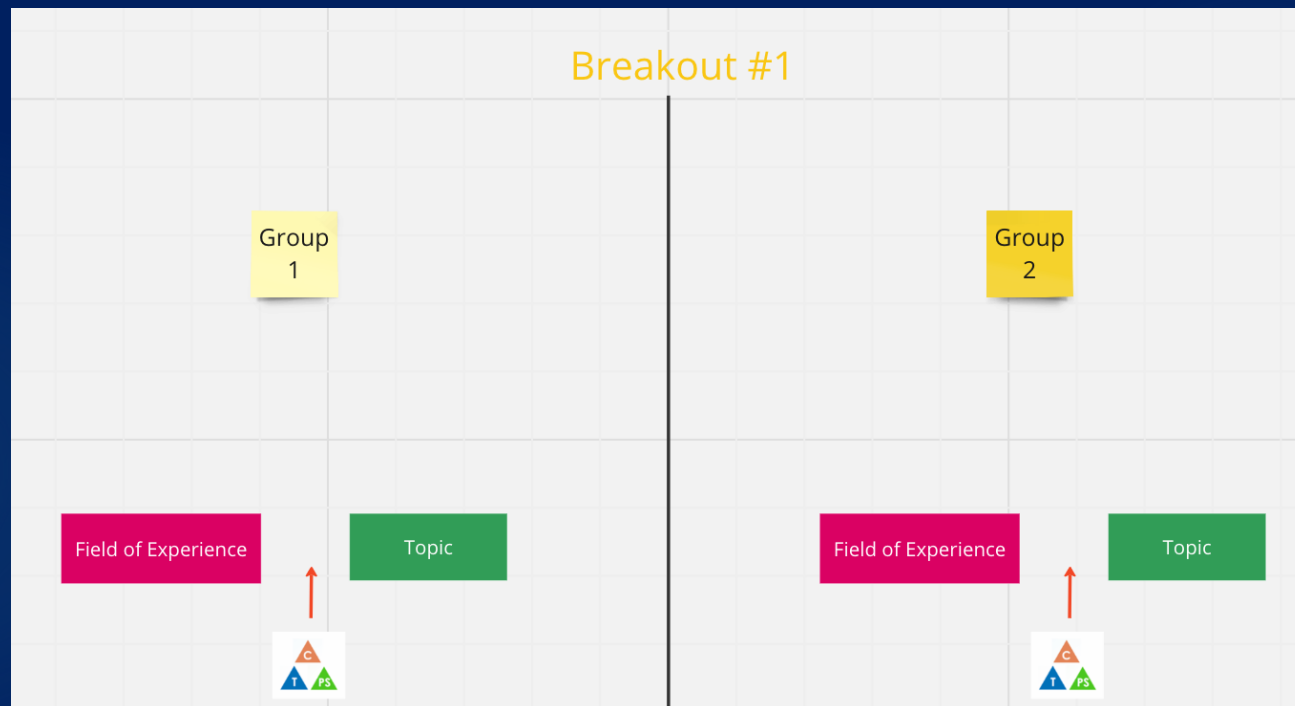 Breakout #1
Group
1
Group
2
Field of Experience
Topic
Field of Experience
Topic
C
T PS
C
T PS